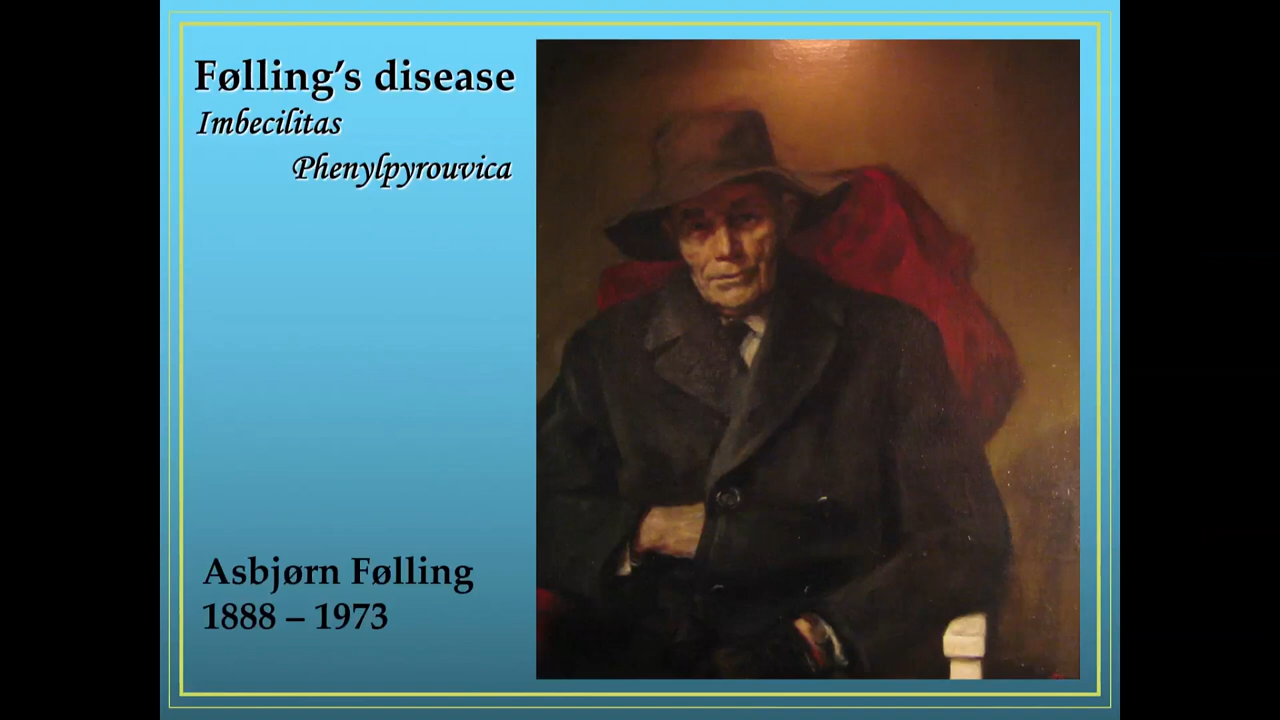 Følling’s disease
Imbecilitas
Phenylpyrouvica
Asbjørn Følling
1888 – 1973